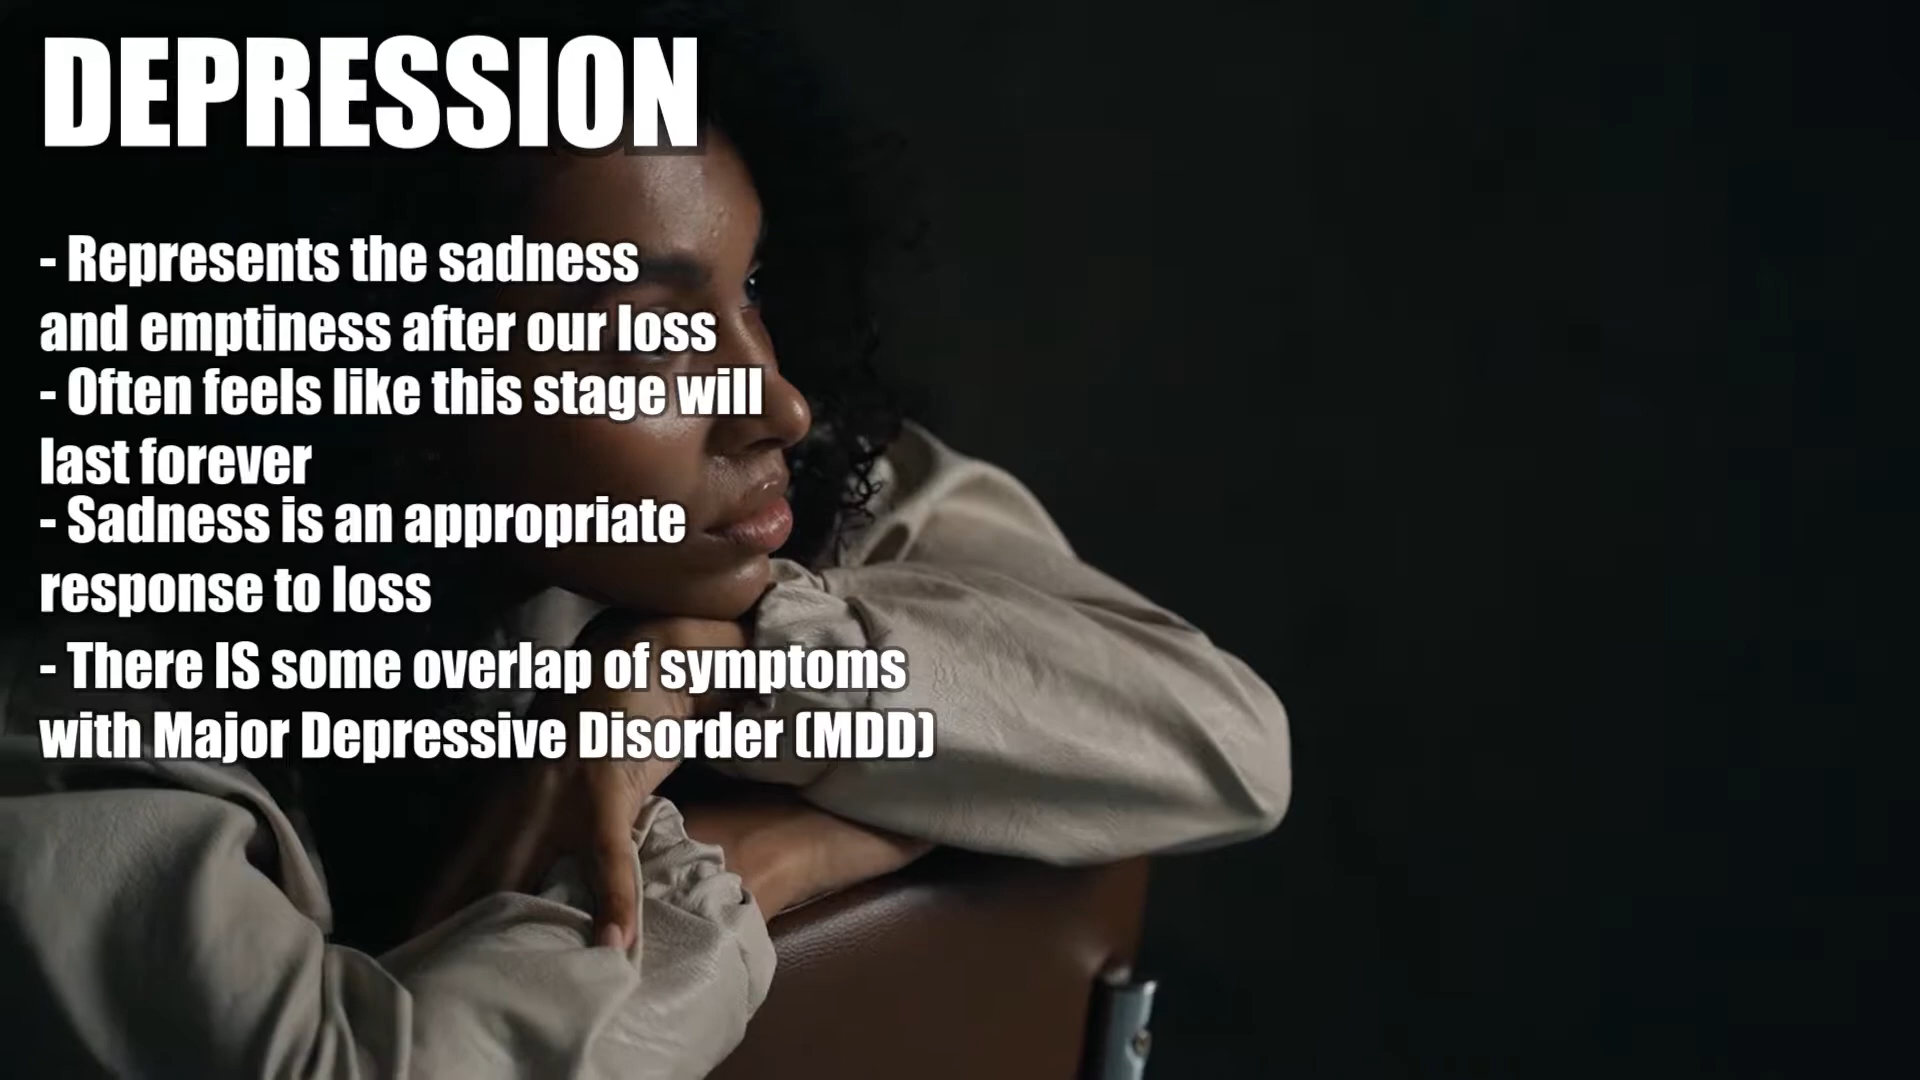 DEPRESSION
- Represents the sadness
and emptiness after our loss
- Often feels like this stage will
last forever
- Sadness is an appropriate
response to loss
- There IS some overlap of symptoms
with Major Depressive Disorder (MDD)